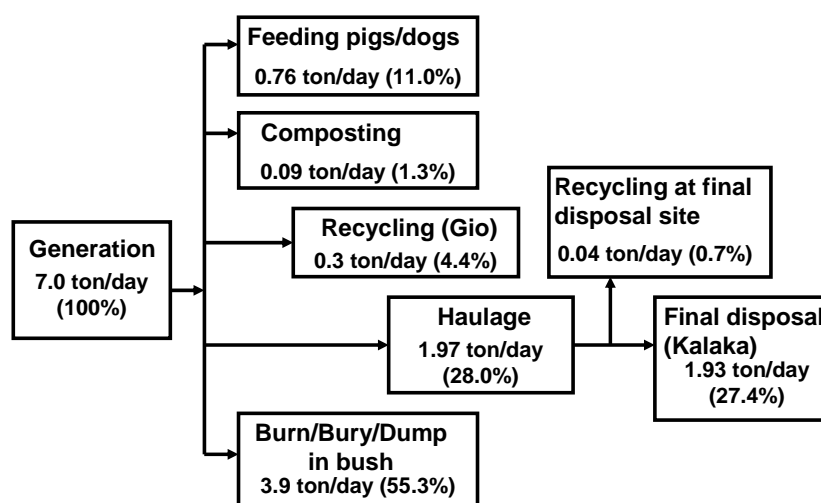 Feeding pigs/dogs
0.76 ton/day (11.0%)
Composting
0.09 ton/day (1.3%)
Recycling at final
disposal site
0.04 ton/day (0.7%)
Recycling (Gio)
0.3 ton/day (4.4%)
Generation
7.0 ton/day
(100%)
Haulage
1.97 ton/day
(28.0%)
Final disposal
(Kalaka)
1.93 ton/day
(27.4%)
Burn/Bury/Dump
in bush
3.9 ton/day (55.3%)